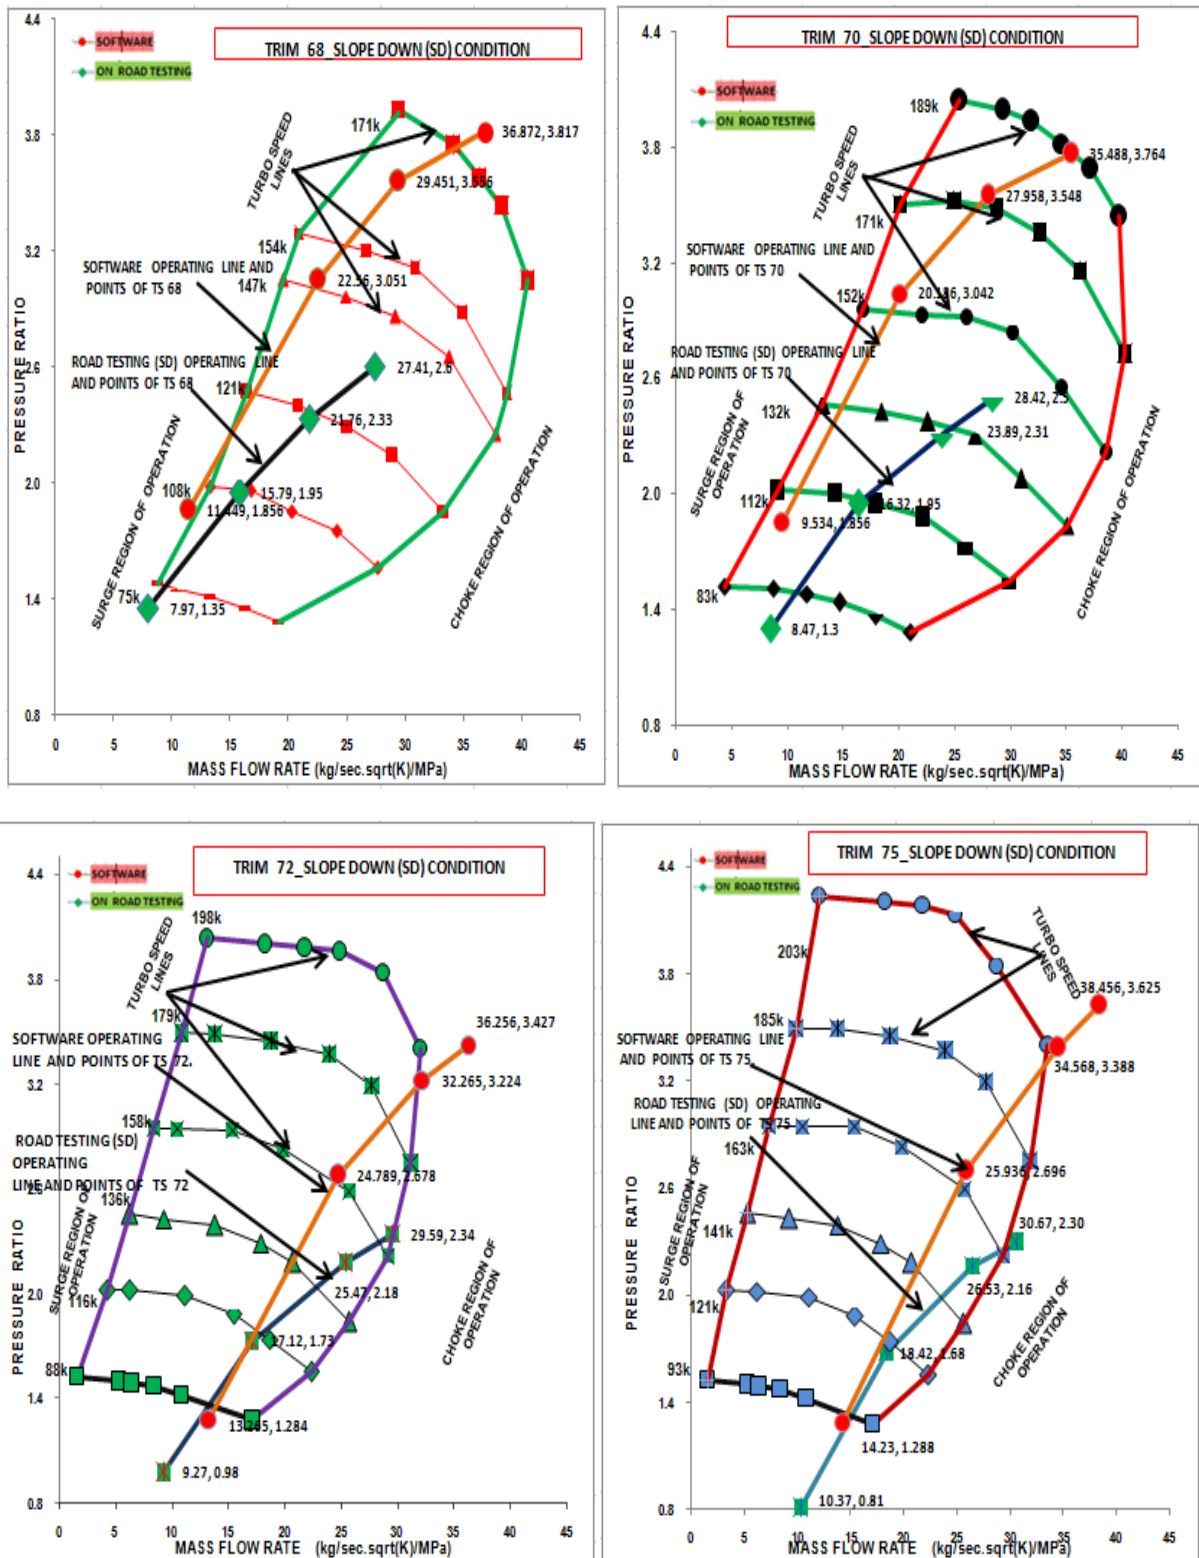 TRIM 68_SLOPE DOWN (SD) CONDITION
SOFTWARE
ON ROAD TESTING
4.4
3.8
3.2
2.6
2.0
1.4
0.8
PRESSURE RATIO
TURBO SPEED
LINES
171k
36.872, 3.817
29.451, 3.556
154k
SOFTWARE OPERATING LINE AND
POINTS OF TS 68
147k
22.56, 3.051
ROAD TESTING (SD) OPERATING LINE
AND POINTS OF TS 68
27.41, 2.6
121k
21.76, 2.33
SURGE REGION OF OPERATION
CHOKE REGION OF OPERATION
108k
15.79, 1.95
11.449, 1.856
75k
7.97, 1.35
0 5 10 15 20 25 30 35 40 45
MASS FLOW RATE (kg/sec.sqrt(K)/MPa)
TRIM 70_SLOPE DOWN (SD) CONDITION
SOFTWARE
ON ROAD TESTING
4.4
3.8
3.2
2.6
2.0
1.4
0.8
PRESSURE RATIO
189k
TURBO SPEED
LINES
35.488, 3.764
27.958, 3.548
171k
SOFTWARE OPERATING LINE AND
POINTS OF TS 70
152k
20.186, 3.042
ROAD TESTING (SD) OPERATING LINE
AND POINTS OF TS 70
28.42, 2.5
132k
23.89, 2.31
SURGE REGION OF
OPERATION
CHOKE REGION OF OPERATION
112k
16.32, 1.95
9.534, 1.856
83k
8.47, 1.3
0 5 10 15 20 25 30 35 40 45
MASS FLOW RATE (kg/sec.sqrt(K)/MPa)
TRIM 72_SLOPE DOWN (SD) CONDITION
SOFTWARE
ON ROAD TESTING
4.4
3.8
3.2
2.6
2.0
1.4
0.8
PRESSURE RATIO
198k
TURBO SPEED
LINES
179k
SOFTWARE OPERATING
LINE AND POINTS OF TS 72.
36.256, 3.427
32.265, 3.224
158k
ROAD TESTING (SD)
OPERATING
LINE AND POINTS OF TS 72
24.789, 2.678
136k
29.59, 2.34
25.47, 2.18
SURGE REGION OF
OPERATION
CHOKE REGION OF
OPERATION
116k
17.12, 1.73
88k
13.265, 1.284
9.27, 0.98
0 5 10 15 20 25 30 35 40 45
MASS FLOW RATE (kg/sec.sqrt(K)/MPa)
TRIM 75_SLOPE DOWN (SD) CONDITION
SOFTWARE
ON ROAD TESTING
4.4
3.8
3.2
2.6
2.0
1.4
0.8
PRESSURE RATIO
TURBO SPEED
LINES
203k
38.456, 3.625
185k
SOFTWARE OPERATING LINE
AND POINTS OF TS 75.
34.568, 3.388
ROAD TESTING (SD) OPERATING
LINE AND POINTS OF TS 75
163k
25.936, 2.696
141k
30.67, 2.30
26.53, 2.16
SURGE REGION OF
OPERATION
CHOKE REGION OF
OPERATION
121k
18.42, 1.68
93k
14.23, 1.288
10.37, 0.81
0 5 10 15 20 25 30 35 40 45
MASS FLOW RATE (kg/sec.sqrt(K)/MPa)